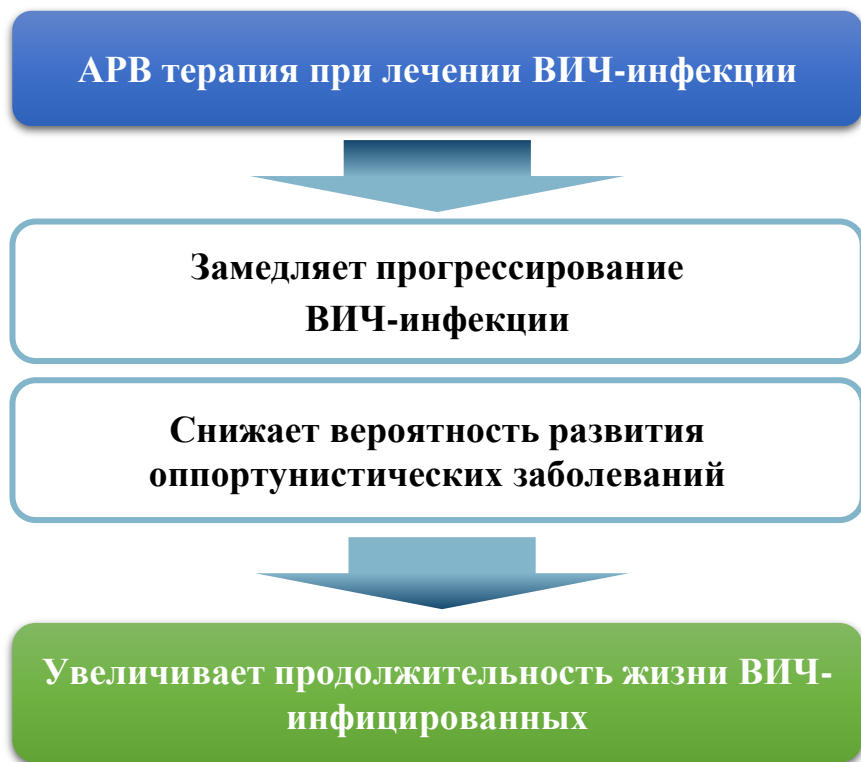 АРВ терапия при лечении ВИЧ-инфекции
Замедляет прогрессирование
ВИЧ-инфекции
Снижает вероятность развития
оппортунистических заболеваний
Увеличивает продолжительность жизни ВИЧ-
инфицированных